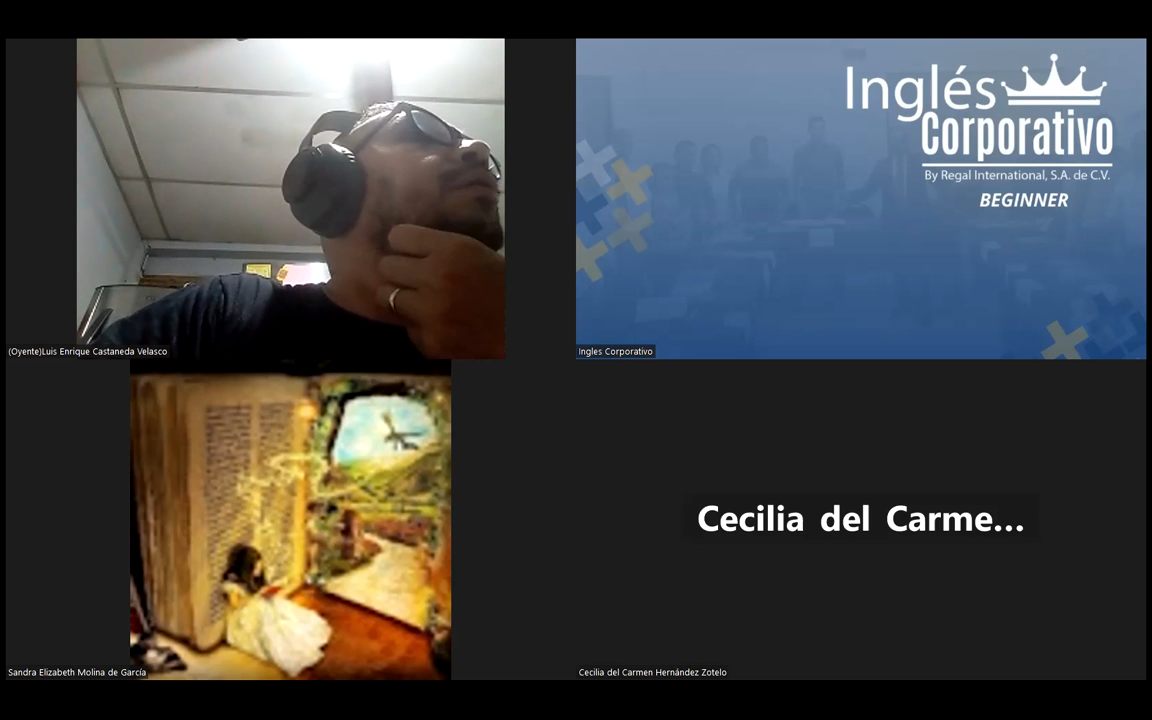 Inglés
Corporativo
By Regal International, S.A. de C.V.
BEGINNER
(Oyente)Luis Enrique Castaneda Velasco
Ingles Corporativo
Cecilia del Carme...
Sandra Elizabeth Molina de García
Cecilia del Carmen Hernández Zotelo